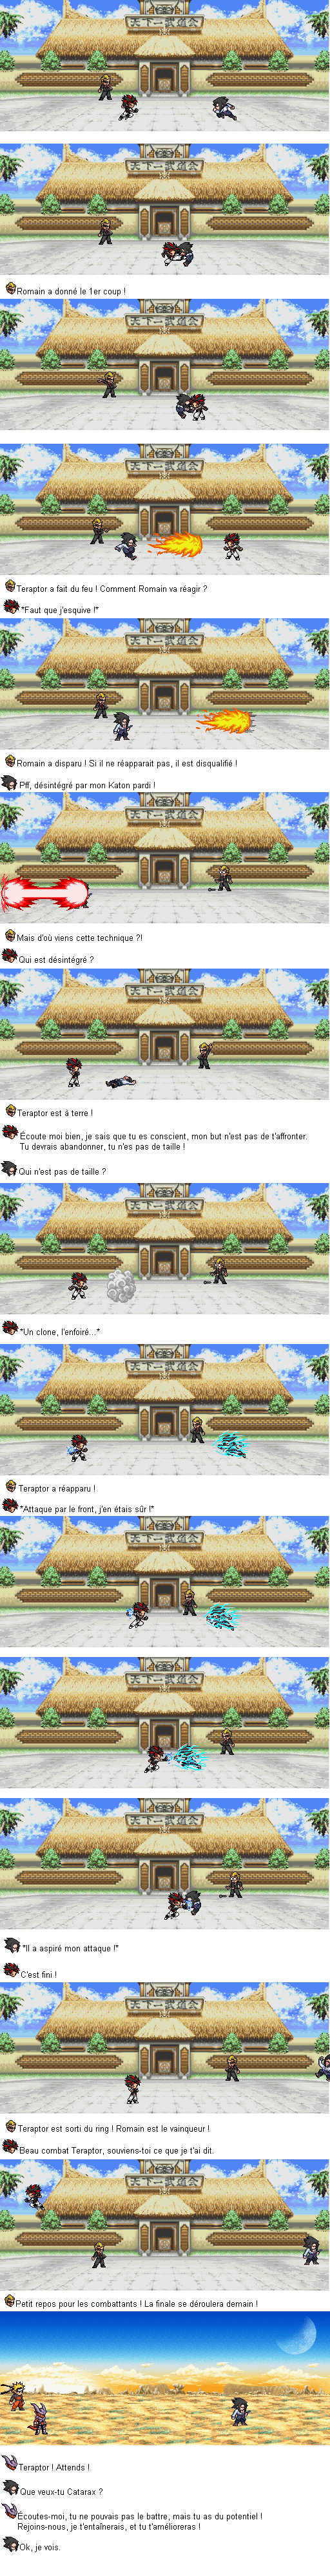 天下一武道会
Romain a donné le 1er coup !
Teraptor a fait du feu ! Comment Romain va réagir ?
"Faut que j'esquive !"
Romain a disparu ! Si il ne réapparait pas, il est disqualifié !
Pff, désintégré par mon Katon pardi !
Mais d'où viens cette technique ?!
Qui est désintégré ?
Teraptor est à terre !
Écoute moi bien, je sais que tu es conscient, mon but n'est pas de t'affronter.
Tu devrais abandonner, tu n'es pas de taille !
Qui n'est pas de taille ?
"Un clone, l'enfoiré..."
Teraptor a réapparu !
"Attaque par le front, j'en étais sûr !"
"Il a aspiré mon attaque !"
C'est fini !
Teraptor est sorti du ring ! Romain est le vainqueur !
Beau combat Teraptor, souviens-toi ce que je t'ai dit.
Petit repos pour les combattants ! La finale se déroulera demain !
Teraptor ! Attends !
Que veux-tu Catarax ?
Écoutes-moi, tu ne pouvais pas le battre, mais tu as du potentiel !
Rejoins-nous, je t'entaînerais, et tu t'amélioreras !
Ok, je vois.